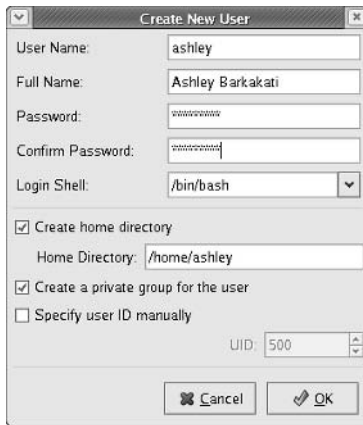 Create New User
User Name: ashley
Full Name: Ashley Barkakati
Password: ********
Confirm Password: ********
Login Shell: /bin/bash
Create home directory
Home Directory: /home/ashley
Create a private group for the user
Specify user ID manually
UID: 500
Cancel OK